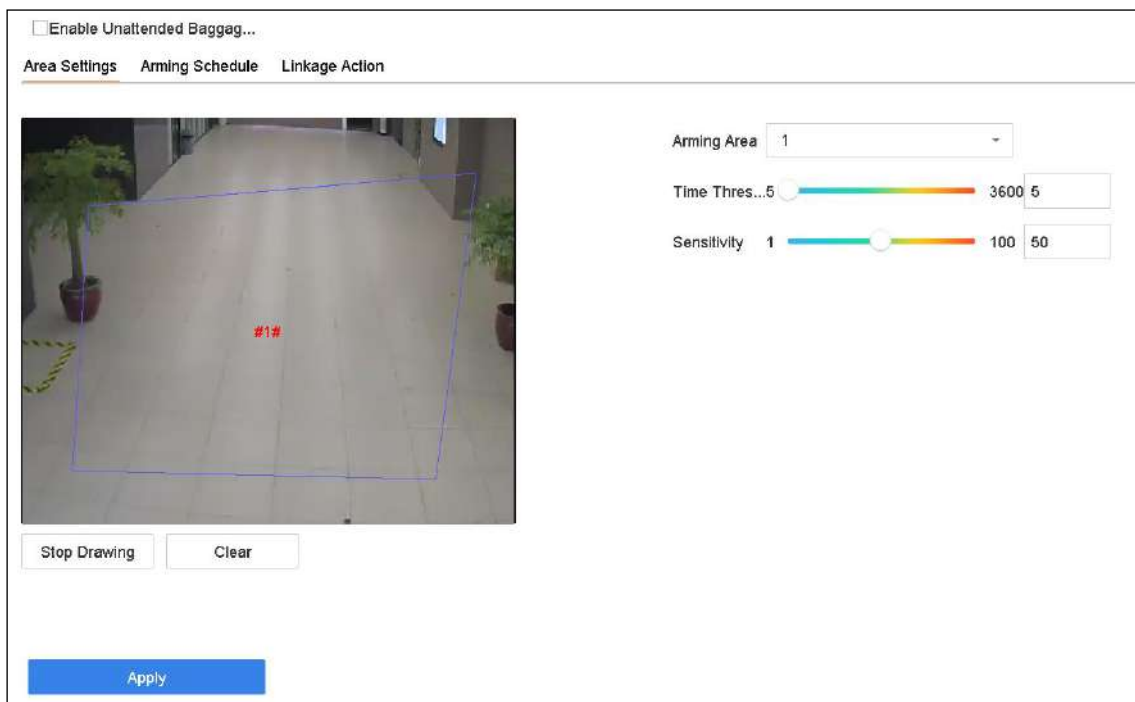 Enable Unattended Baggag...
Area Settings Arming Schedule Linkage Action
Arming Area 1
Time Thres...5 3600 5
Sensitivity 1 100 50
#1#
Stop Drawing Clear
Apply